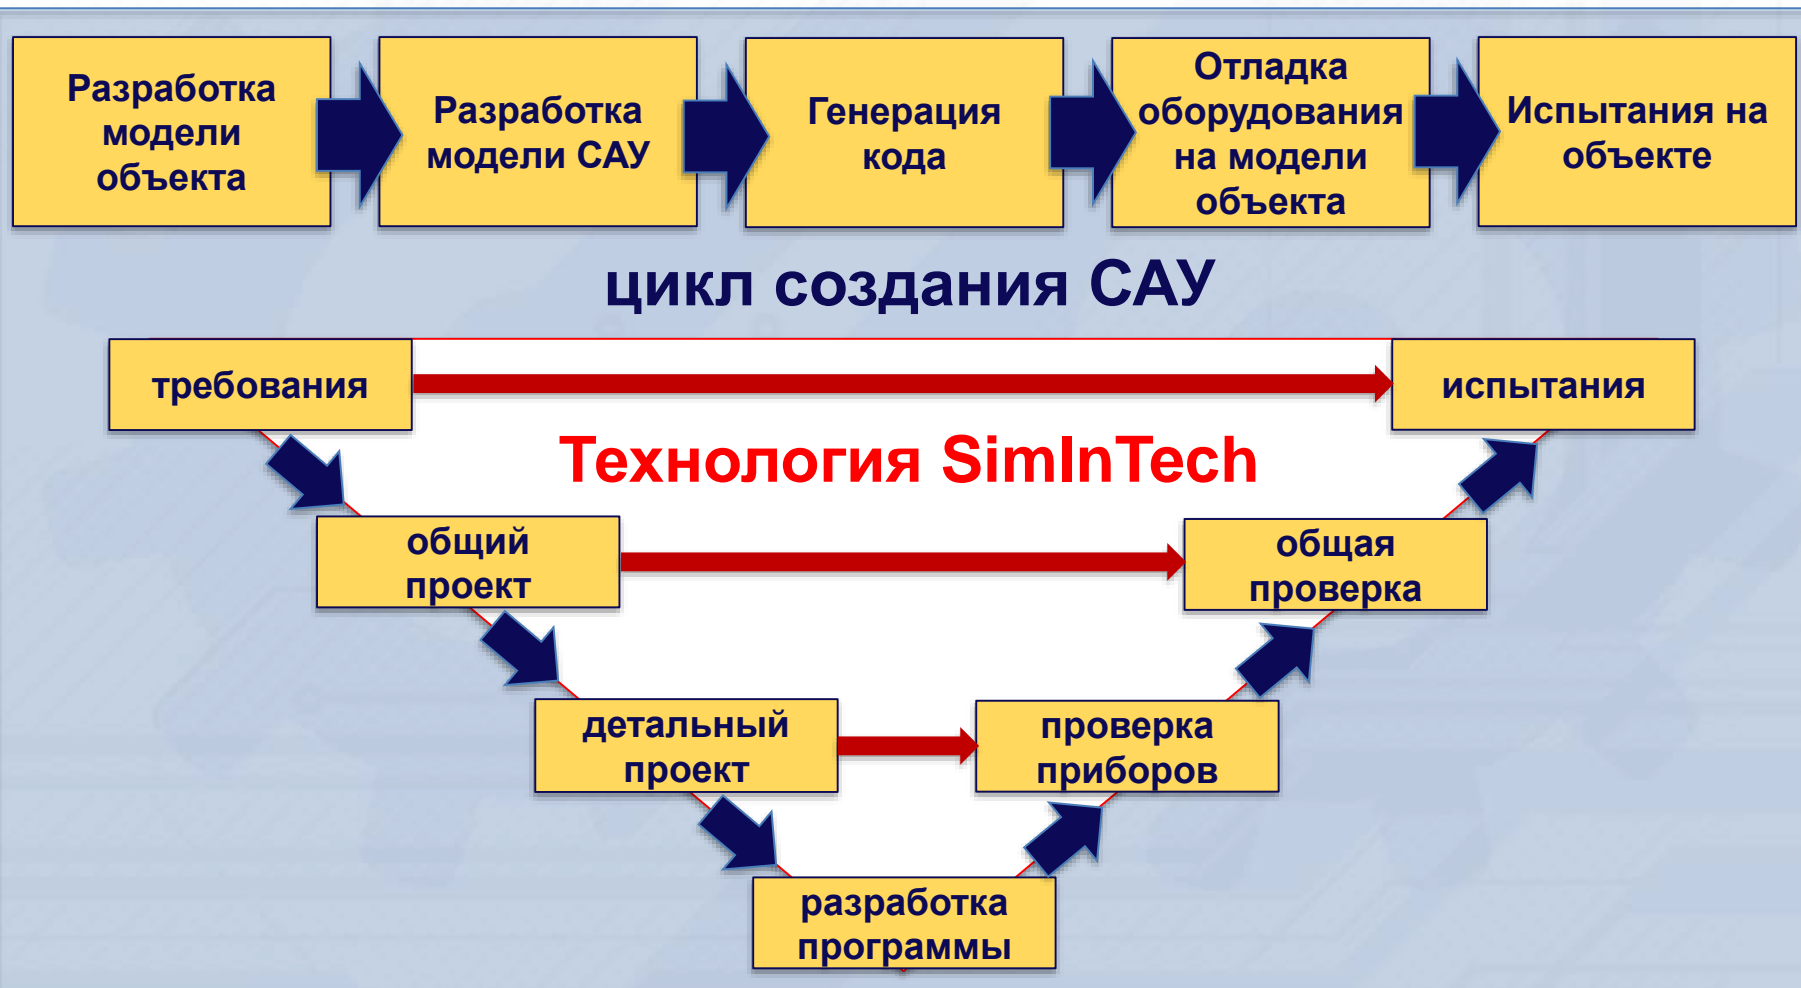 Разработка
модели
объекта
Разработка
модели САУ
Генерация
кода
Отладка
оборудования
на модели
объекта
Испытания на
объекте
цикл создания САУ
требования
испытания
Технология SimInTech
общий
проект
общая
проверка
детальный
проект
проверка
приборов
разработка
программы